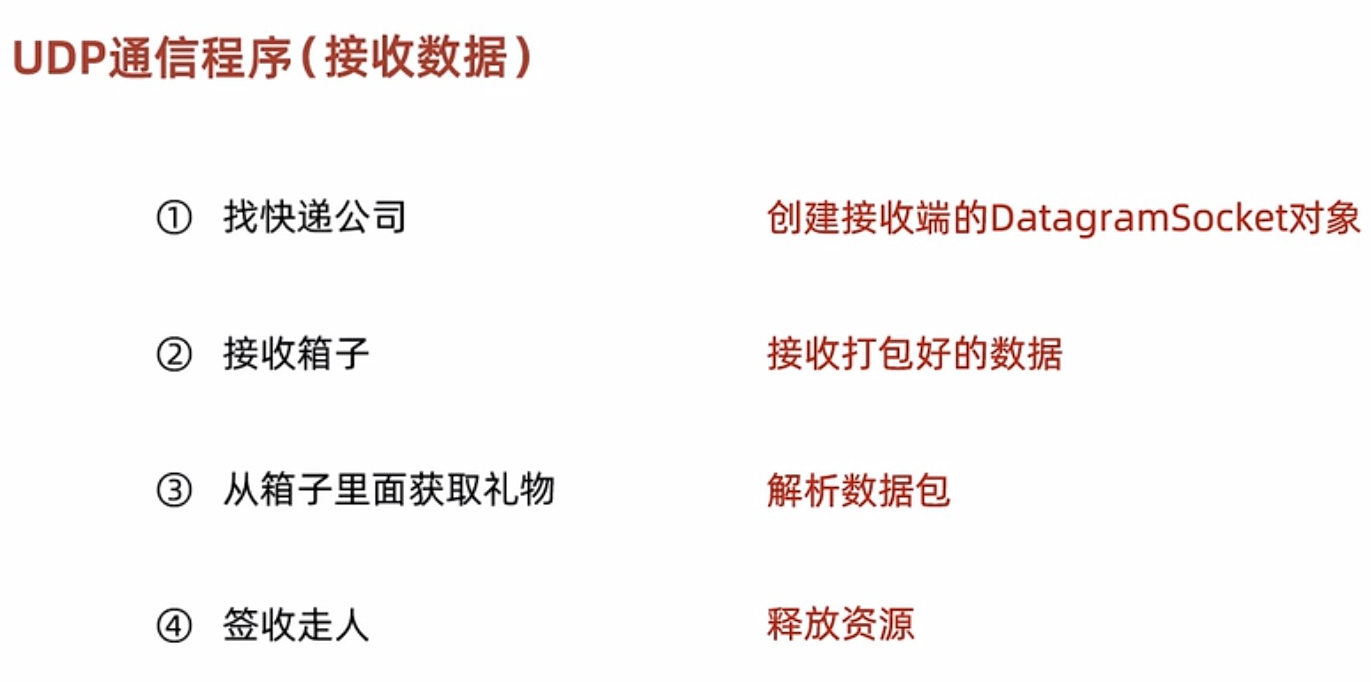 UDP通信程序(接收数据)
① 找快递公司 创建接收端的DatagramSocket对象
② 接收箱子 接收打包好的数据
③ 从箱子里面获取礼物 解析数据包
④ 签收走人 释放资源